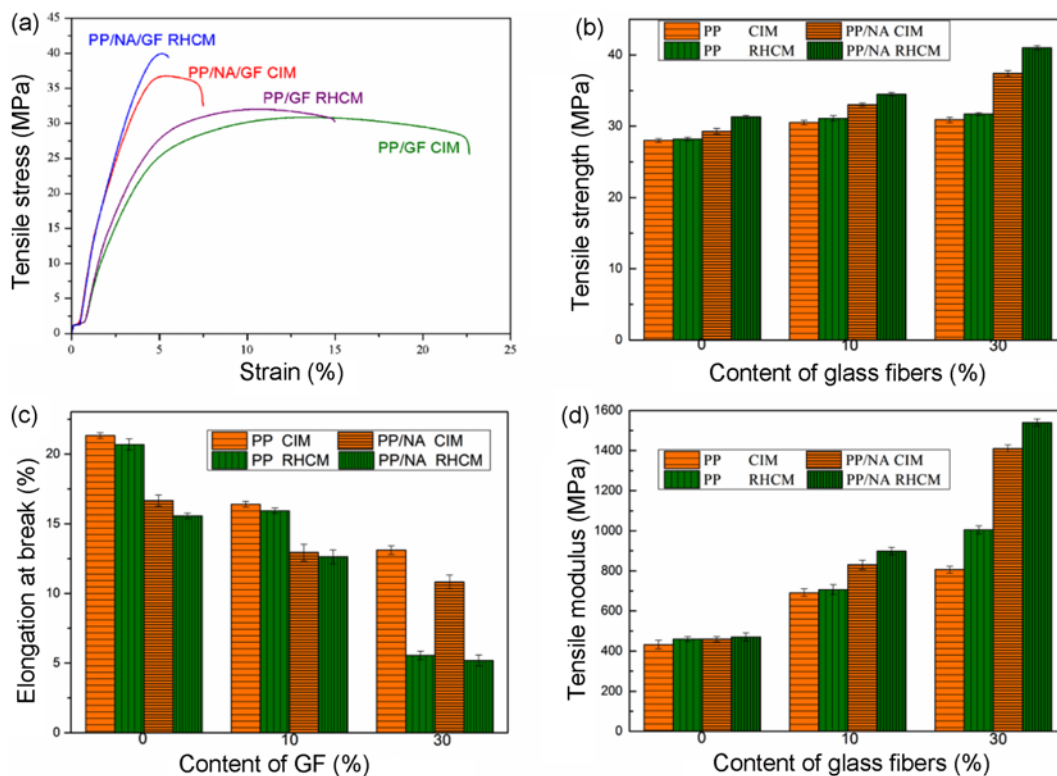 (a)
45
40
35
30
25
20
15
10
5
0
Tensile stress (MPa)
PP/NA/GF RHCM
PP/NA/GF CIM
PP/GF RHCM
PP/GF CIM
0 5 10 15 20 25
Strain (%)
(b)
PP CIM PP/NA CIM
PP RHCM PP/NA RHCM
40
30
20
10
0
Tensile strength (MPa)
0 10 30
Content of glass fibers (%)
(c)
PP CIM PP/NA CIM
PP RHCM PP/NA RHCM
20
15
10
5
0
Elongation at break (%)
0 10 30
Content of GF (%)
(d)
1600
1400
1200
1000
800
600
400
200
0
PP CIM PP/NA CIM
PP RHCM PP/NA RHCM
Tensile modulus (MPa)
0 10 30
Content of glass fibers (%)